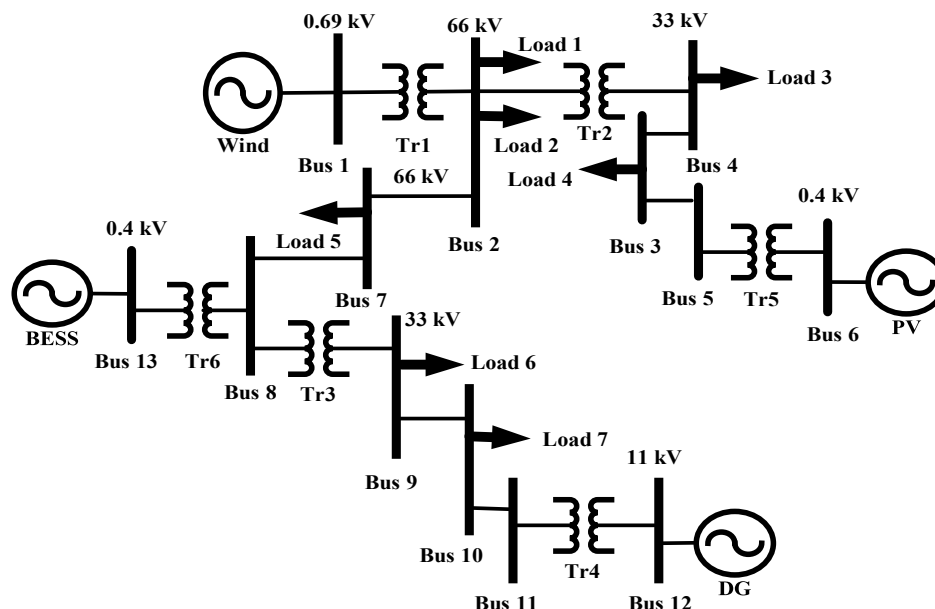 0.69 kV
66 kV
Load 1
33 kV
Load 3
Wind
Bus 1
Tr1
Load 2
Tr2
Bus 4
Load 4
66 kV
0.4 kV
0.4 kV
Load 5
Bus 2
Bus 3
Bus 7
Bus 5
Tr5
Bus 6
PV
BESS
Bus 13
Tr6
Bus 8
Tr3
33 kV
Load 6
Load 7
Bus 9
11 kV
Bus 10
Tr4
Bus 11
Bus 12
DG